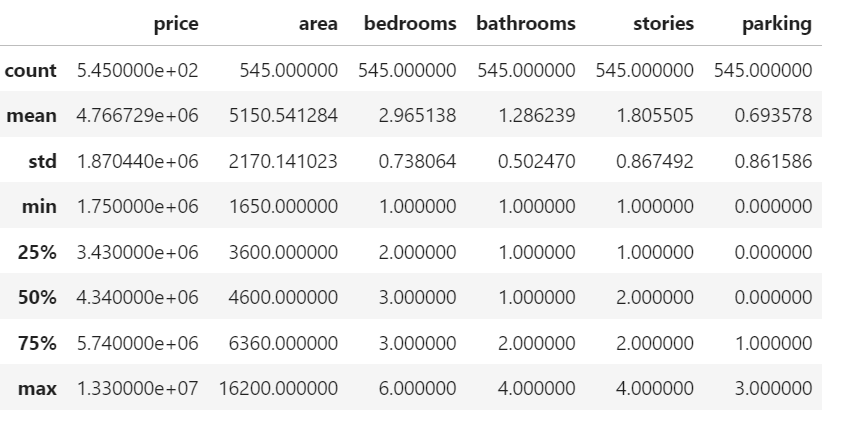 price area bedrooms bathrooms stories parking
count 5.450000e+02 545.000000 545.000000 545.000000 545.000000 545.000000
mean 4.766729e+06 5150.541284 2.965138 1.286239 1.805505 0.693578
std 1.870440e+06 2170.141023 0.738064 0.502470 0.867492 0.861586
min 1.750000e+06 1650.000000 1.000000 1.000000 1.000000 0.000000
25% 3.430000e+06 3600.000000 2.000000 1.000000 1.000000 0.000000
50% 4.340000e+06 4600.000000 3.000000 1.000000 2.000000 0.000000
75% 5.740000e+06 6360.000000 3.000000 2.000000 2.000000 1.000000
max 1.330000e+07 16200.000000 6.000000 4.000000 4.000000 3.000000